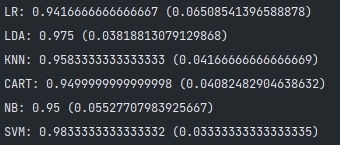 LR: 0.9416666666666667 (0.06508541396588878)
LDA: 0.975 (0.03818813079129868)
KNN: 0.9583333333333333 (0.04166666666666669)
CART: 0.9499999999999998 (0.04082482904638632)
NB: 0.95 (0.05527707983925667)
SVM: 0.9833333333333332 (0.03333333333333335)